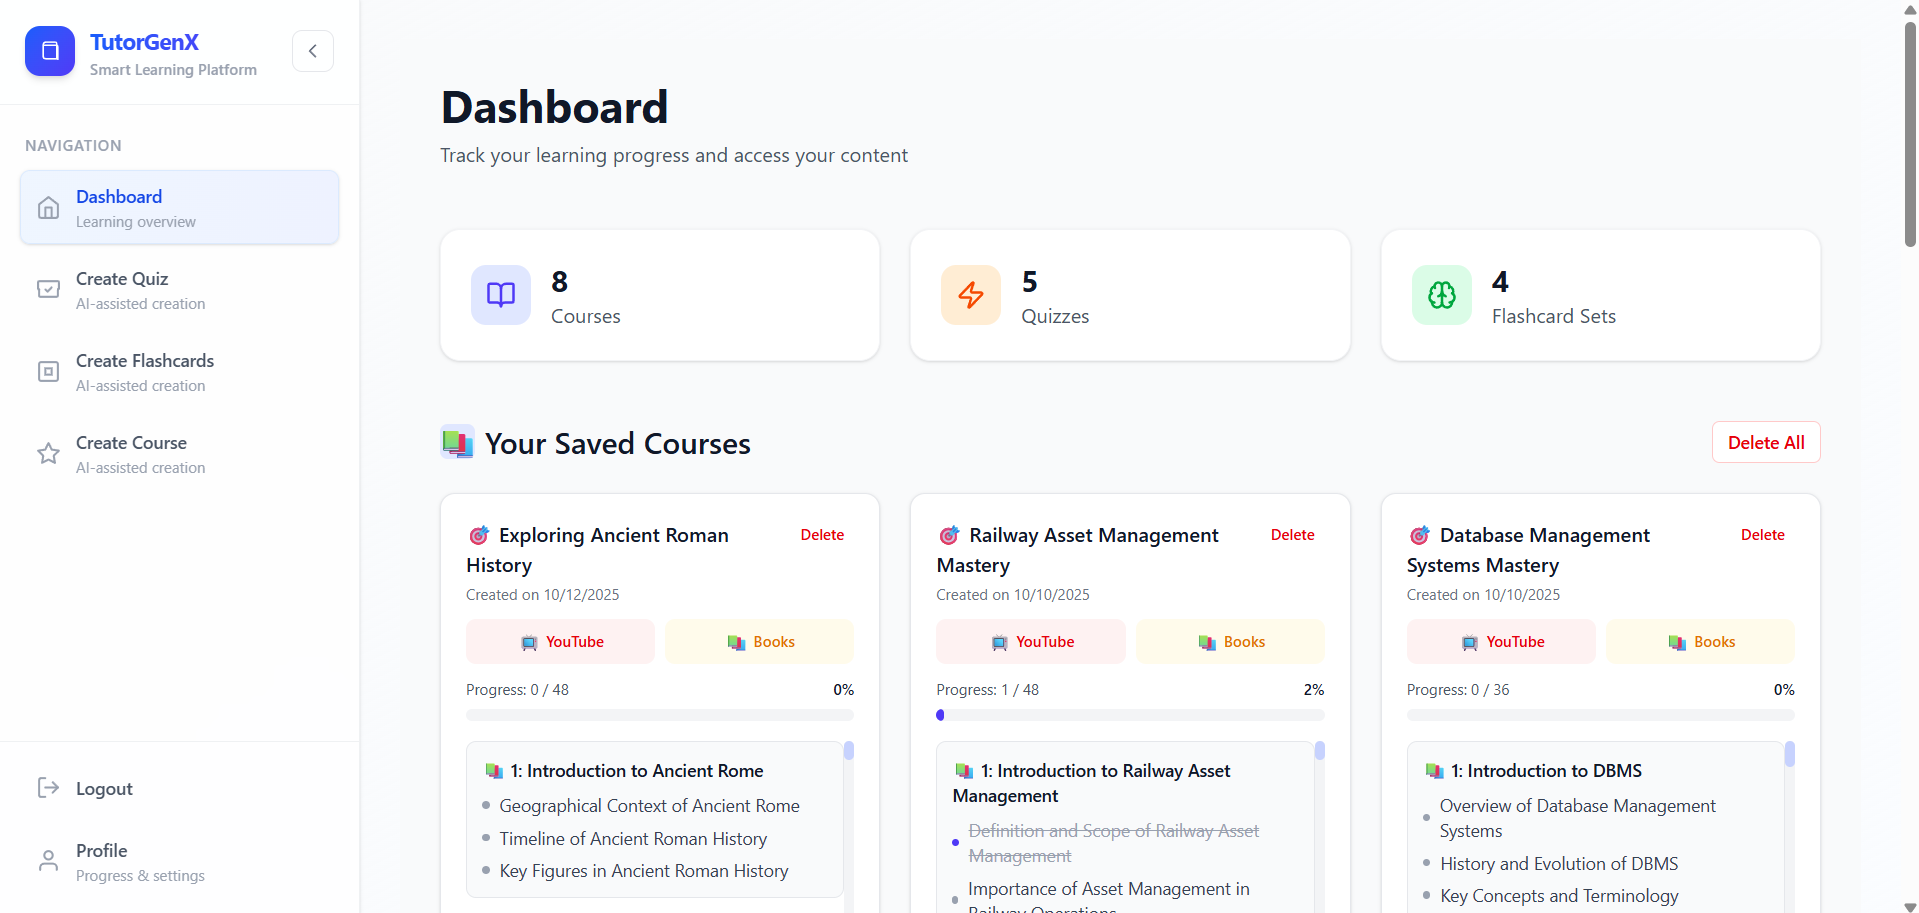 TutorGenX
Smart Learning Platform
NAVIGATION
Dashboard
Learning overview
Create Quiz
AI-assisted creation
Create Flashcards
AI-assisted creation
Create Course
AI-assisted creation
Logout
Profile
Progress & settings
Dashboard
Track your learning progress and access your content
8
Courses
5
Quizzes
4
Flashcard Sets
Your Saved Courses
Delete All
Exploring Ancient Roman
History
Delete
Created on 10/12/2025
YouTube
Books
Progress: 0 / 48
0%
1: Introduction to Ancient Rome
Geographical Context of Ancient Rome
Timeline of Ancient Roman History
Key Figures in Ancient Roman History
Railway Asset Management
Mastery
Delete
Created on 10/10/2025
YouTube
Books
Progress: 1 / 48
2%
1: Introduction to Railway Asset
Management
Definition and Scope of Railway Asset
Management
Importance of Asset Management in
Railway Operations
Database Management
Systems Mastery
Delete
Created on 10/10/2025
YouTube
Books
Progress: 0 / 36
0%
1: Introduction to DBMS
Overview of Database Management
Systems
History and Evolution of DBMS
Key Concepts and Terminology